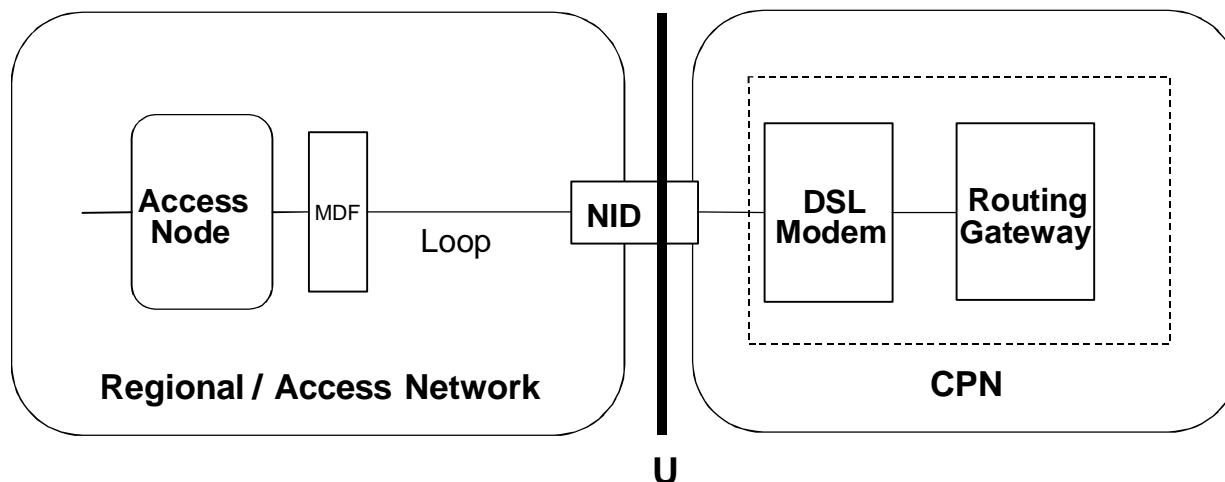 Access
Node
MDF
Loop
NID
DSL
Modem
Routing
Gateway
Regional / Access Network
CPN
U